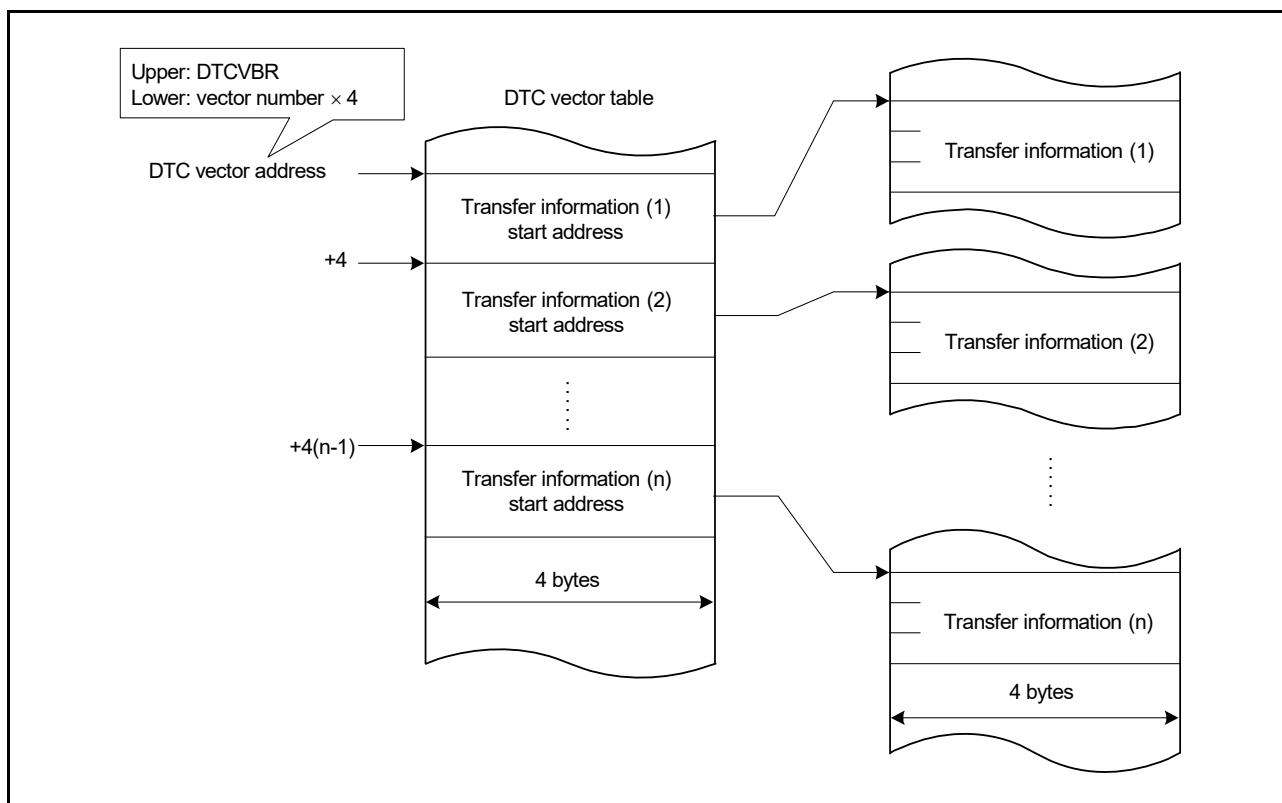 Upper: DTCVBR
Lower: vector number × 4
DTC vector table
DTC vector address
Transfer information (1)
start address
Transfer information (1)
+4
Transfer information (2)
start address
Transfer information (2)
+4(n-1)
Transfer information (n)
start address
4 bytes
Transfer information (n)
4 bytes